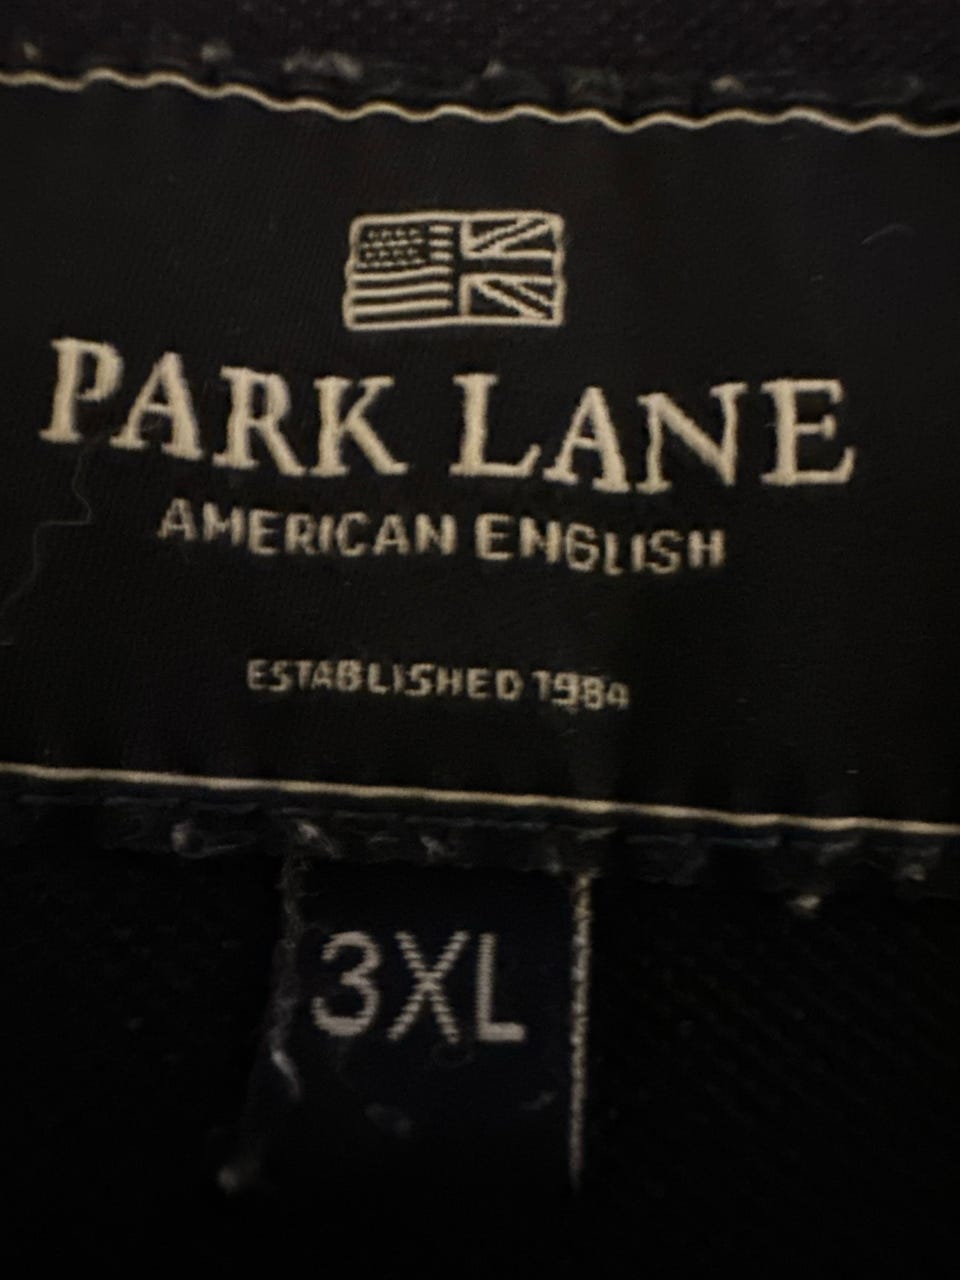 PARK LANE
AMERICAN ENGLISH
ESTABLISHED 1984
3XL